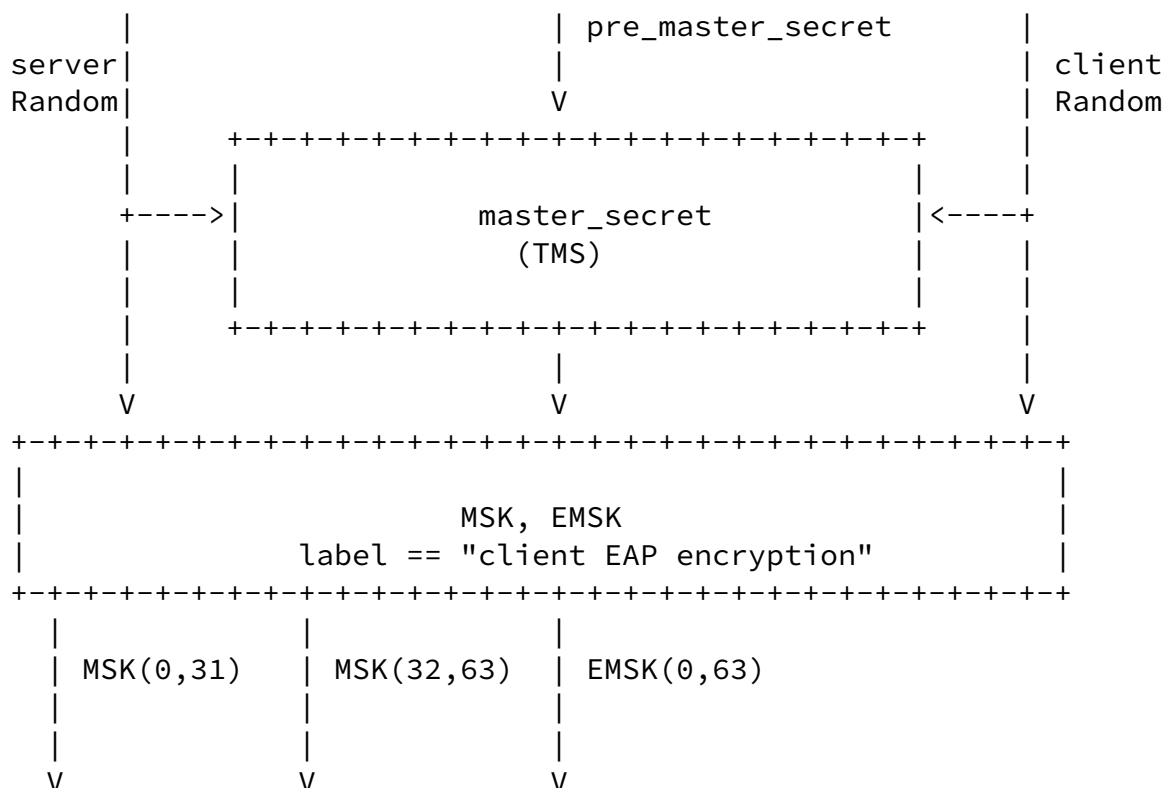 pre_master_secret
server client
Random Random
master_secret
(TMS)
MSK, EMSK
label == "client EAP encryption"
MSK(0,31) MSK(32,63) EMSK(0,63)